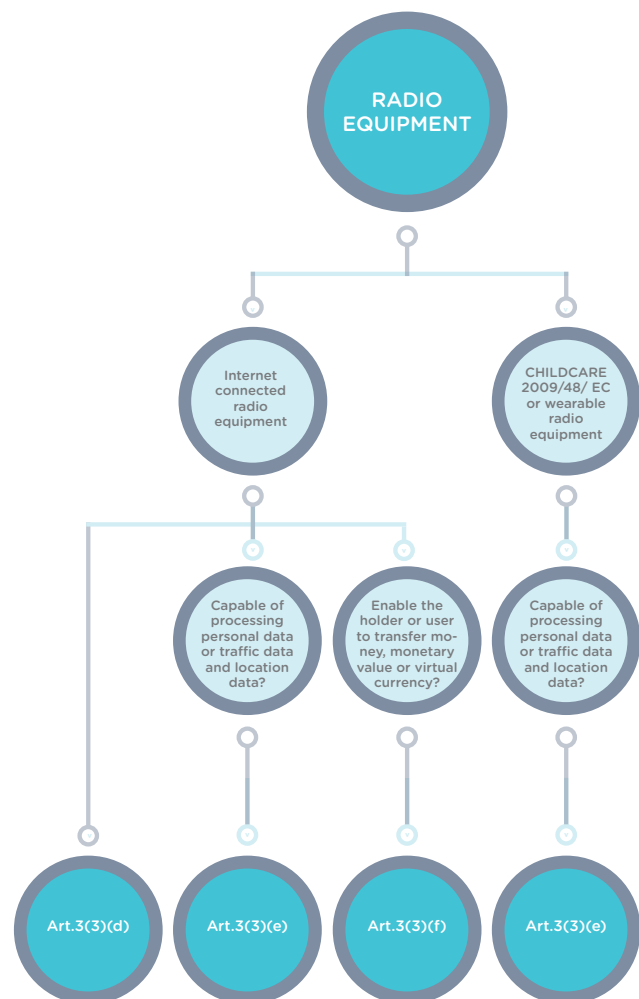 RADIO
EQUIPMENT
Internet
connected
radio
equipment
CHILDCARE
2009/48/ EC
or wearable
radio
equipment
Capable of
processing
personal data
or traffic data
and location
data?
Enable the
holder or user
to transfer mo-
ney, monetary
value or virtual
currency?
Capable of
processing
personal data
or traffic data
and location
data?
Art.3(3)(d)
Art.3(3)(e)
Art.3(3)(f)
Art.3(3)(e)